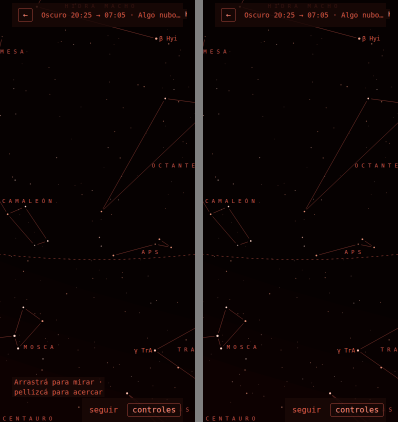 ← Oscuro 20:25 → 07:05 · Algo nubo…
β Hyi
MESA
OCTANTE
CAMALEÓN
APS
MOSCA
γ TrA
TRA
Arrastrá para mirar ·
pellizcá para acercar
seguir controles S
CENTAURO
← Oscuro 20:25 → 07:05 · Algo nubo…
β Hyi
MESA
OCTANTE
CAMALEÓN
APS
MOSCA
γ TrA
TRA
seguir controles S
CENTAURO